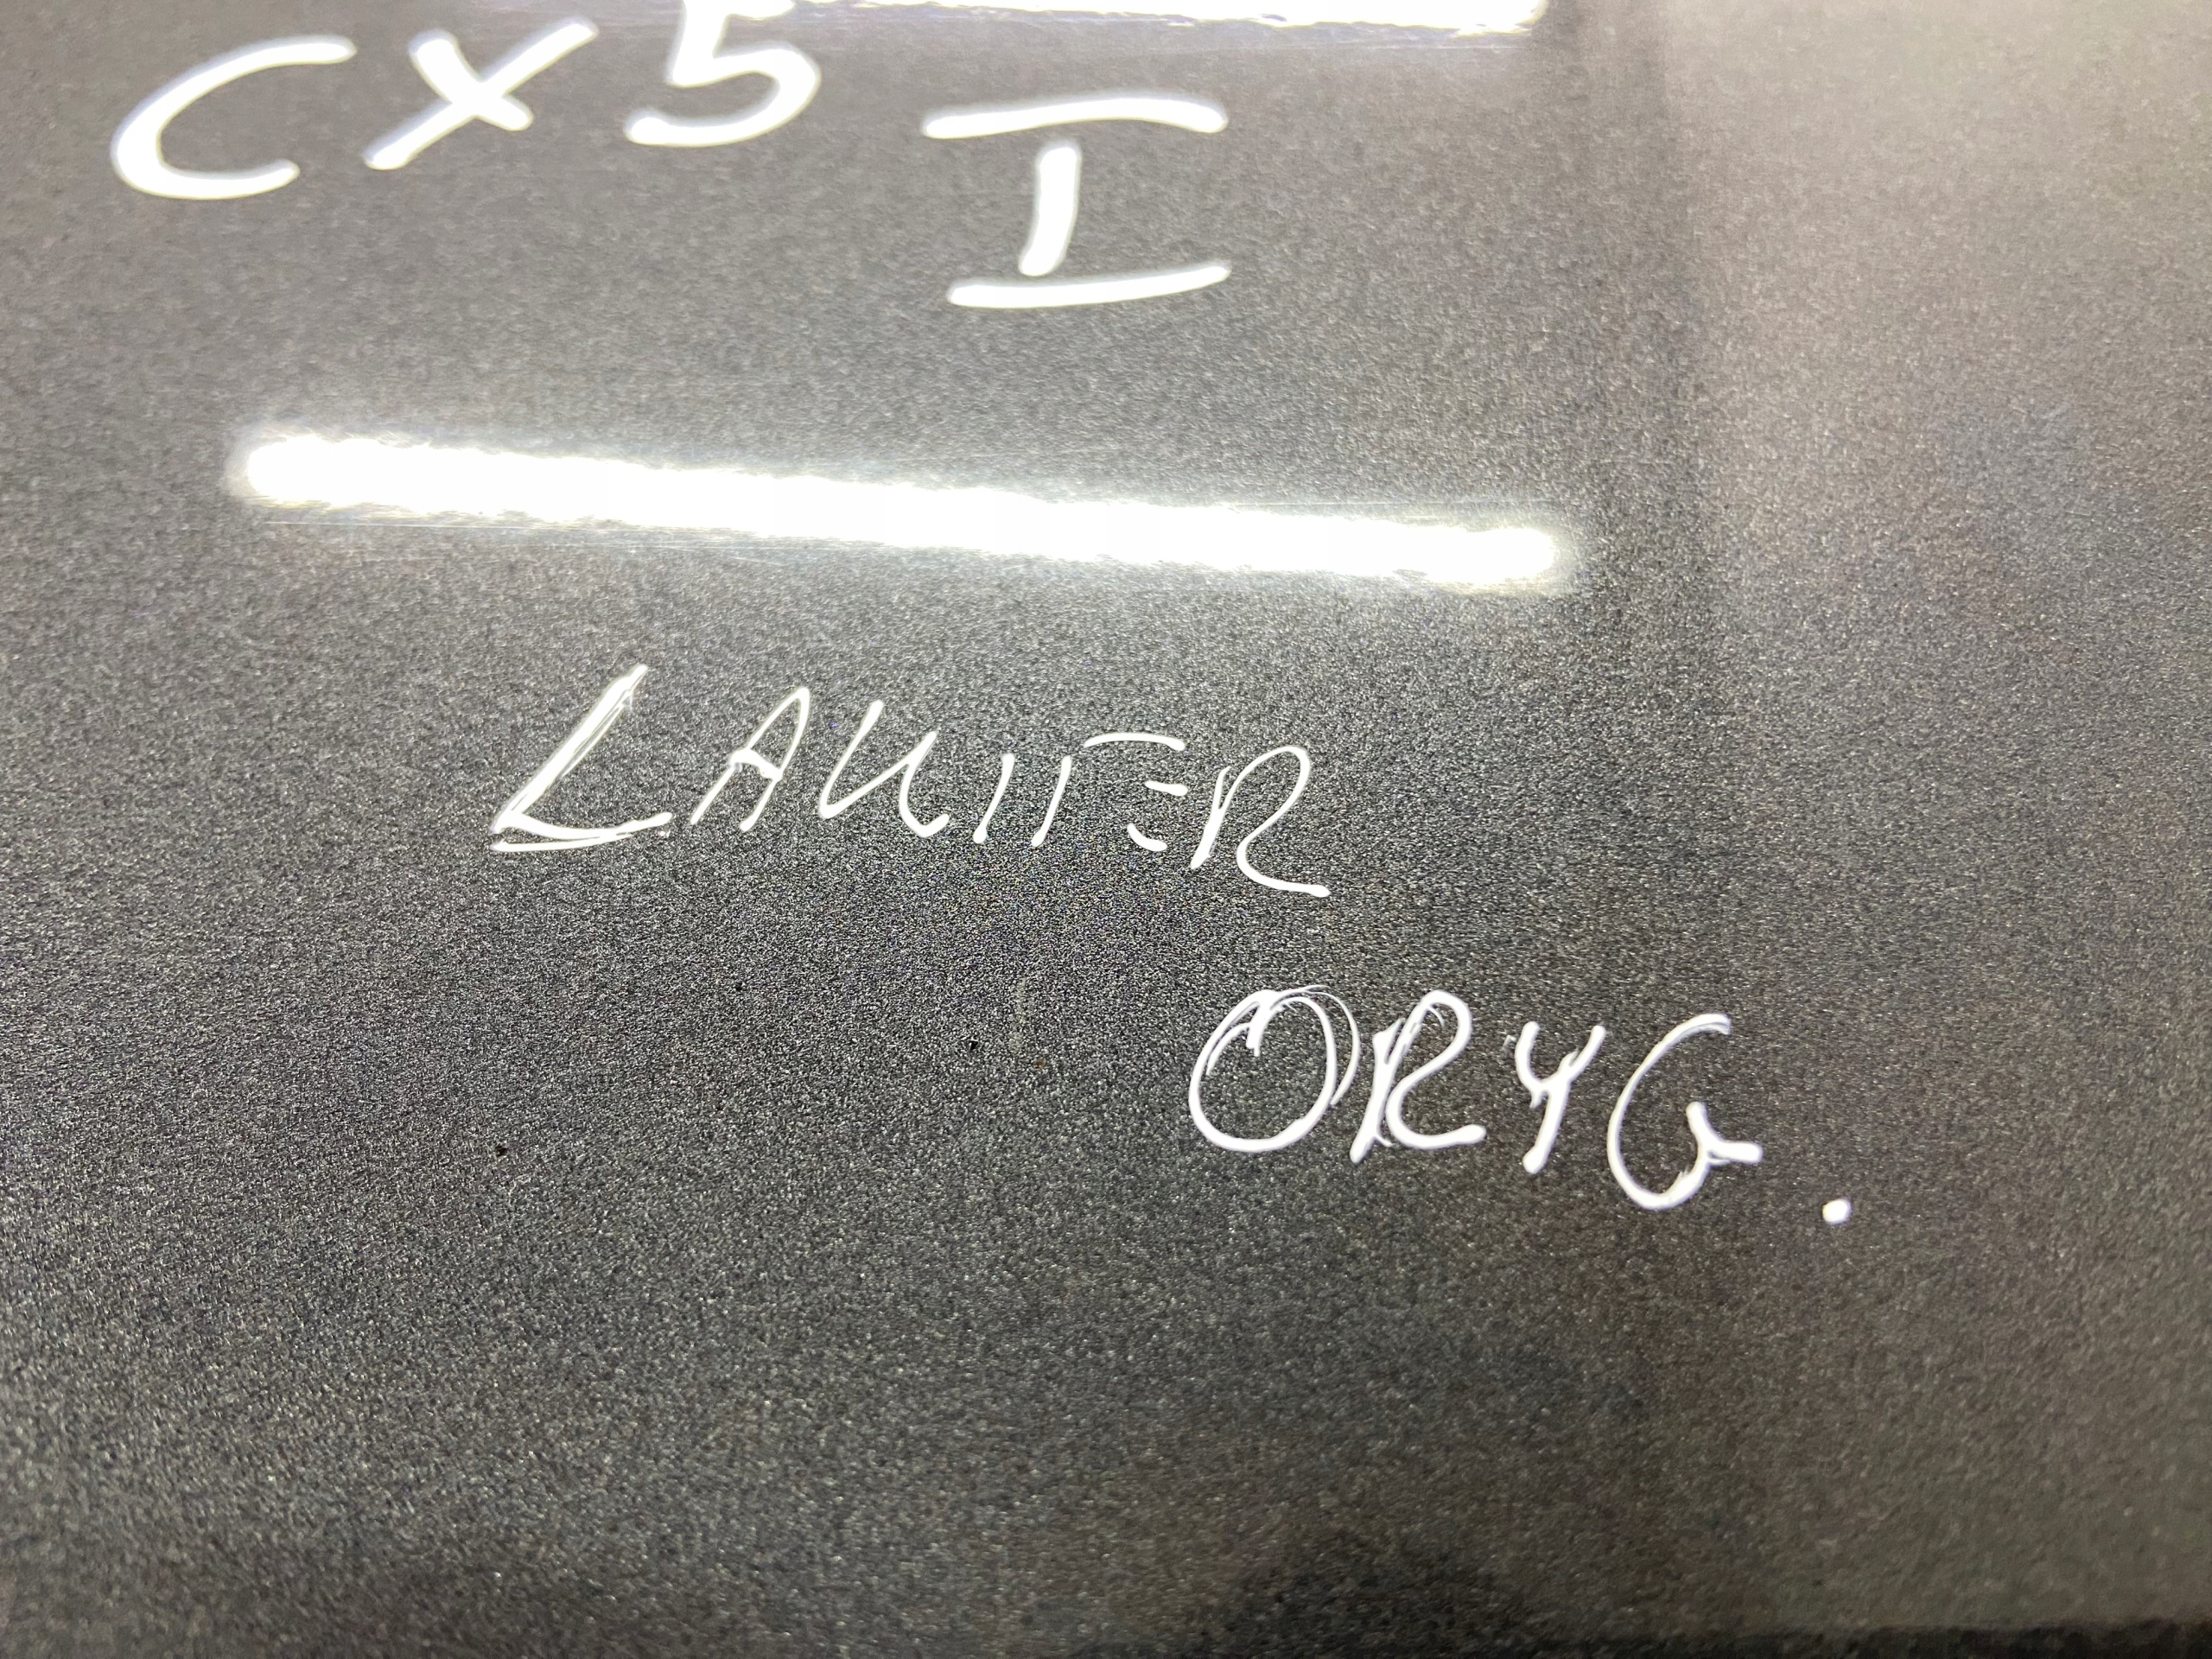 CX5
I
LAKIER
ORYG.